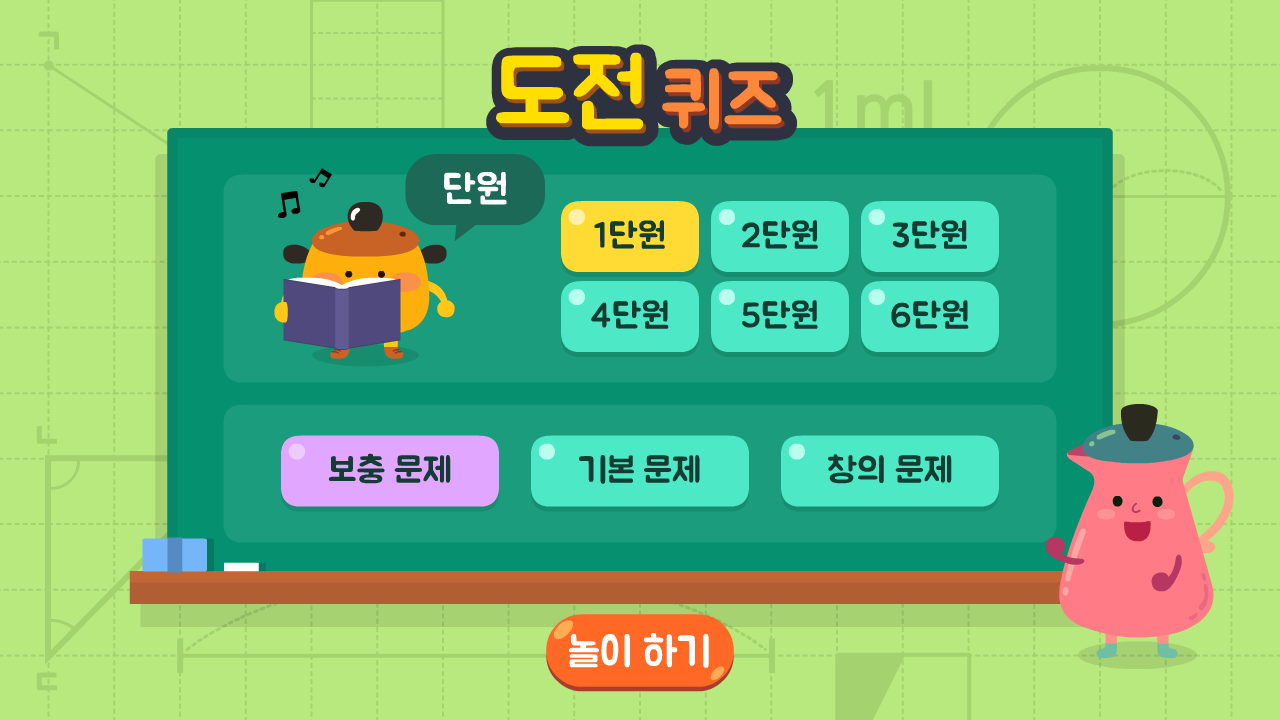 도전 퀴즈
1ml
단원
1단원 2단원 3단원
4단원 5단원 6단원
보충 문제 기본 문제 창의 문제
놀이 하기